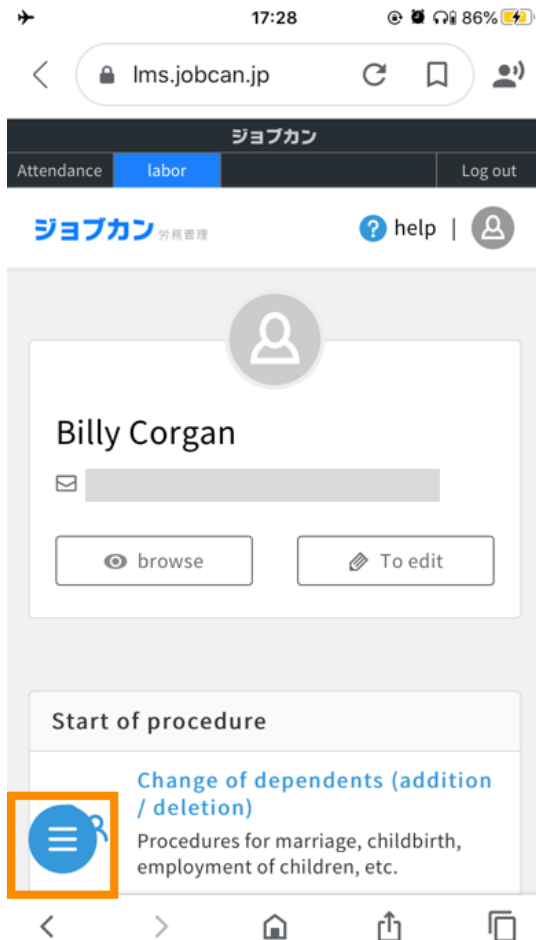 17:28
86%
lms.jobcan.jp
ジョブカン
Attendance labor Log out
ジョブカン 労務管理 ? help |
Billy Corgan
browse To edit
Start of procedure
Change of dependents (addition
/ deletion)
Procedures for marriage, childbirth,
employment of children, etc.